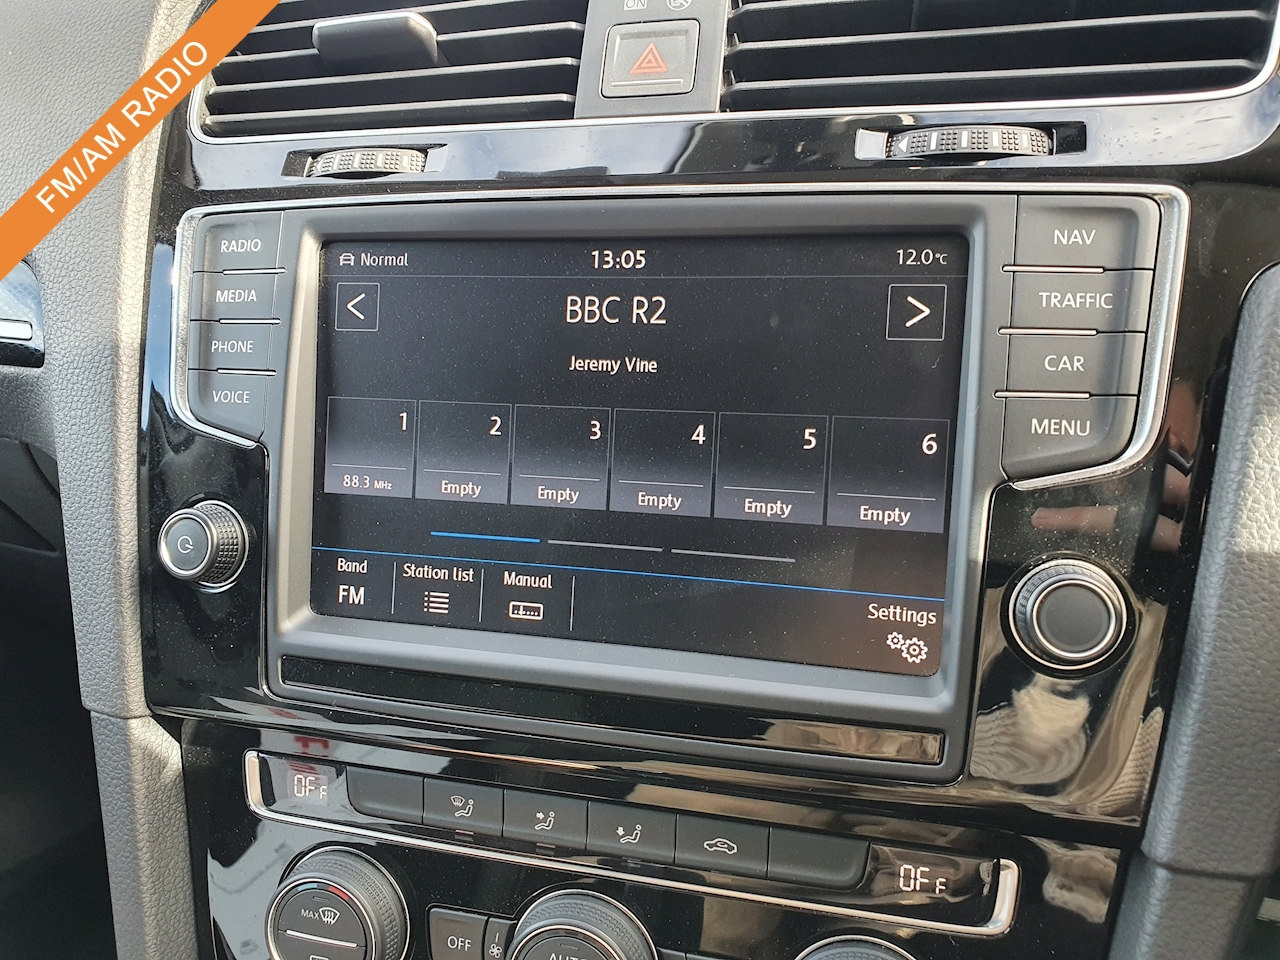 FM/AM RADIO
ON
RADIO
MEDIA
PHONE
VOICE
NAV
TRAFFIC
CAR
MENU
Normal
13:05
12.0°C
<
BBC R2
>
Jeremy Vine
1
2
3
4
5
6
88.3 MHz
Empty
Empty
Empty
Empty
Empty
Band
Station list
Manual
FM
Settings
OFF
OFF
MAX
OFF
AUTO